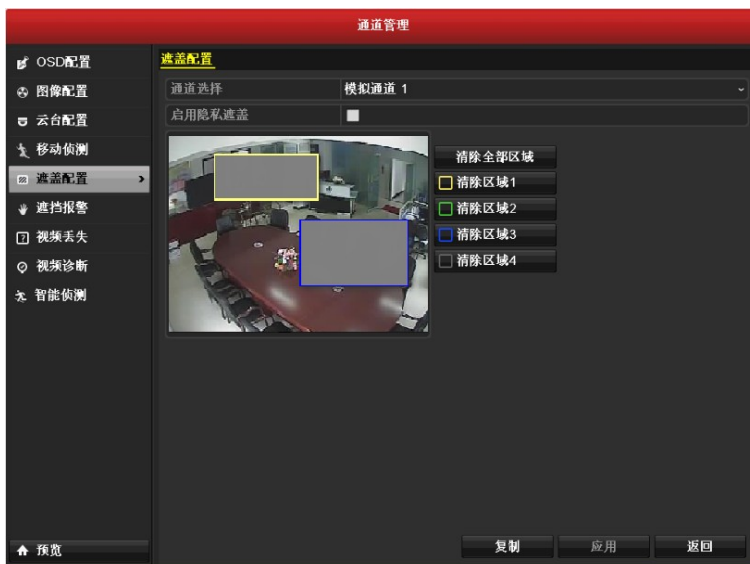 通道管理
OSD配置
图像配置
云台配置
移动侦测
遮盖配置
遮挡报警
视频丢失
视频诊断
智能侦测
预览
遮盖配置
通道选择 模拟通道 1
启用隐私遮盖
清除全部区域
清除区域1
清除区域2
清除区域3
清除区域4
复制 应用 返回